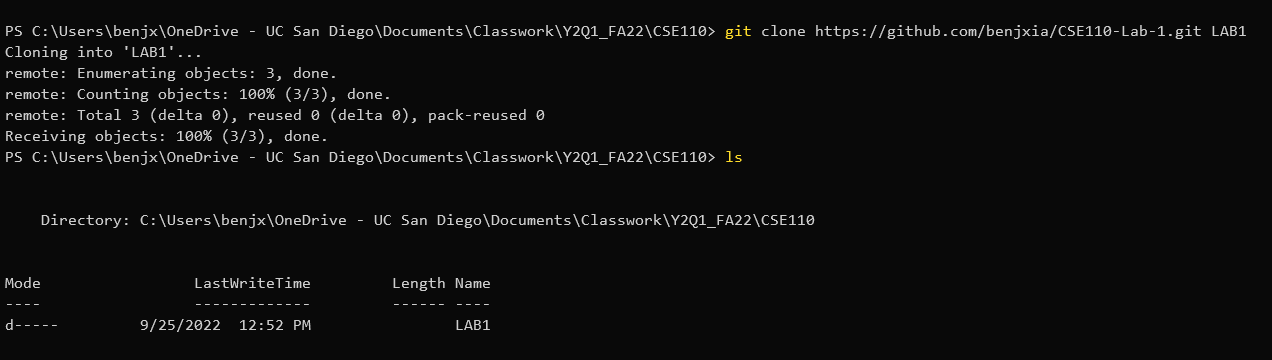 PS C:\Users\benjx\OneDrive - UC San Diego\Documents\Classwork\Y2Q1_FA22\CSE110> git clone https://github.com/benjxia/CSE110-Lab-1.git LAB1
Cloning into 'LAB1'...
remote: Enumerating objects: 3, done.
remote: Counting objects: 100% (3/3), done.
remote: Total 3 (delta 0), reused 0 (delta 0), pack-reused 0
Receiving objects: 100% (3/3), done.
PS C:\Users\benjx\OneDrive - UC San Diego\Documents\Classwork\Y2Q1_FA22\CSE110> ls
    Directory: C:\Users\benjx\OneDrive - UC San Diego\Documents\Classwork\Y2Q1_FA22\CSE110
Mode                 LastWriteTime         Length Name
----                 -------------         ------ ----
d-----         9/25/2022  12:52 PM                LAB1